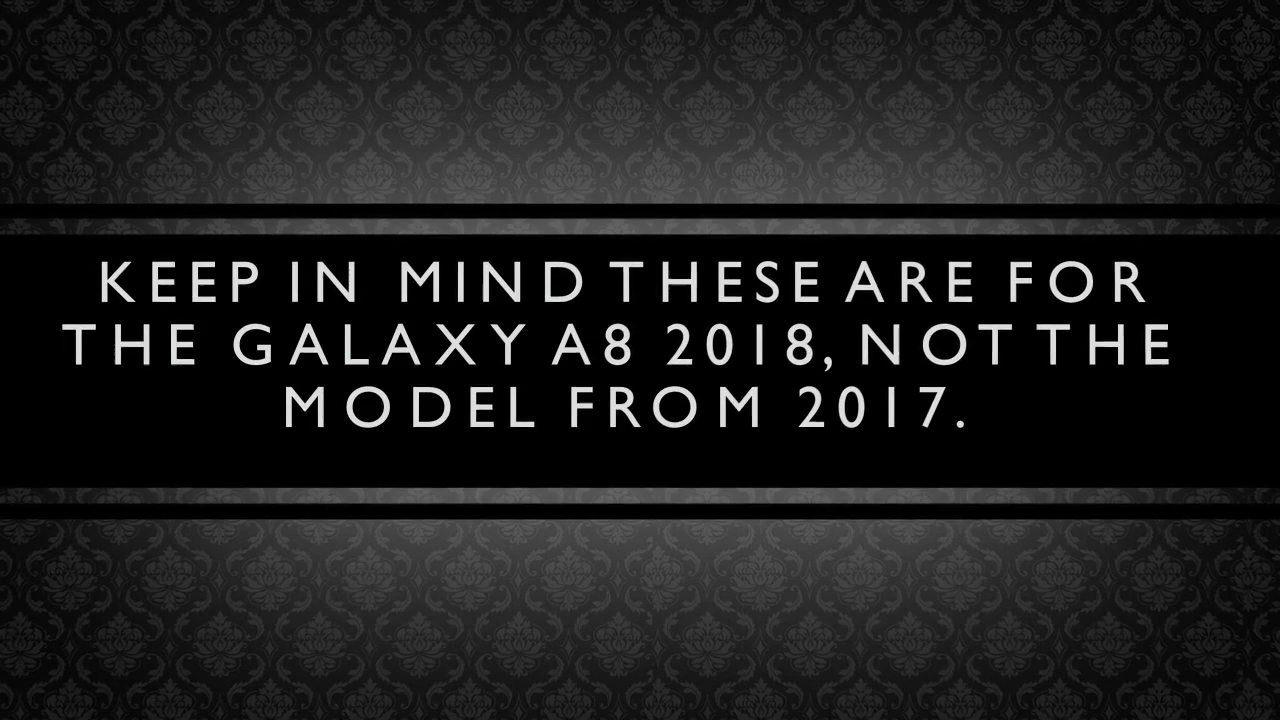 KEEP IN MIND THESE ARE FOR
THE GALAXY A8 2018, NOT THE
MODEL FROM 2017.